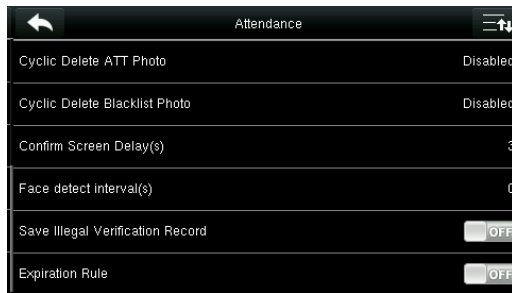 Attendance
Cyclic Delete ATT Photo Disabled
Cyclic Delete Blacklist Photo Disabled
Confirm Screen Delay(s) 3
Face detect interval(s) 0
Save Illegal Verification Record OFF
Expiration Rule OFF